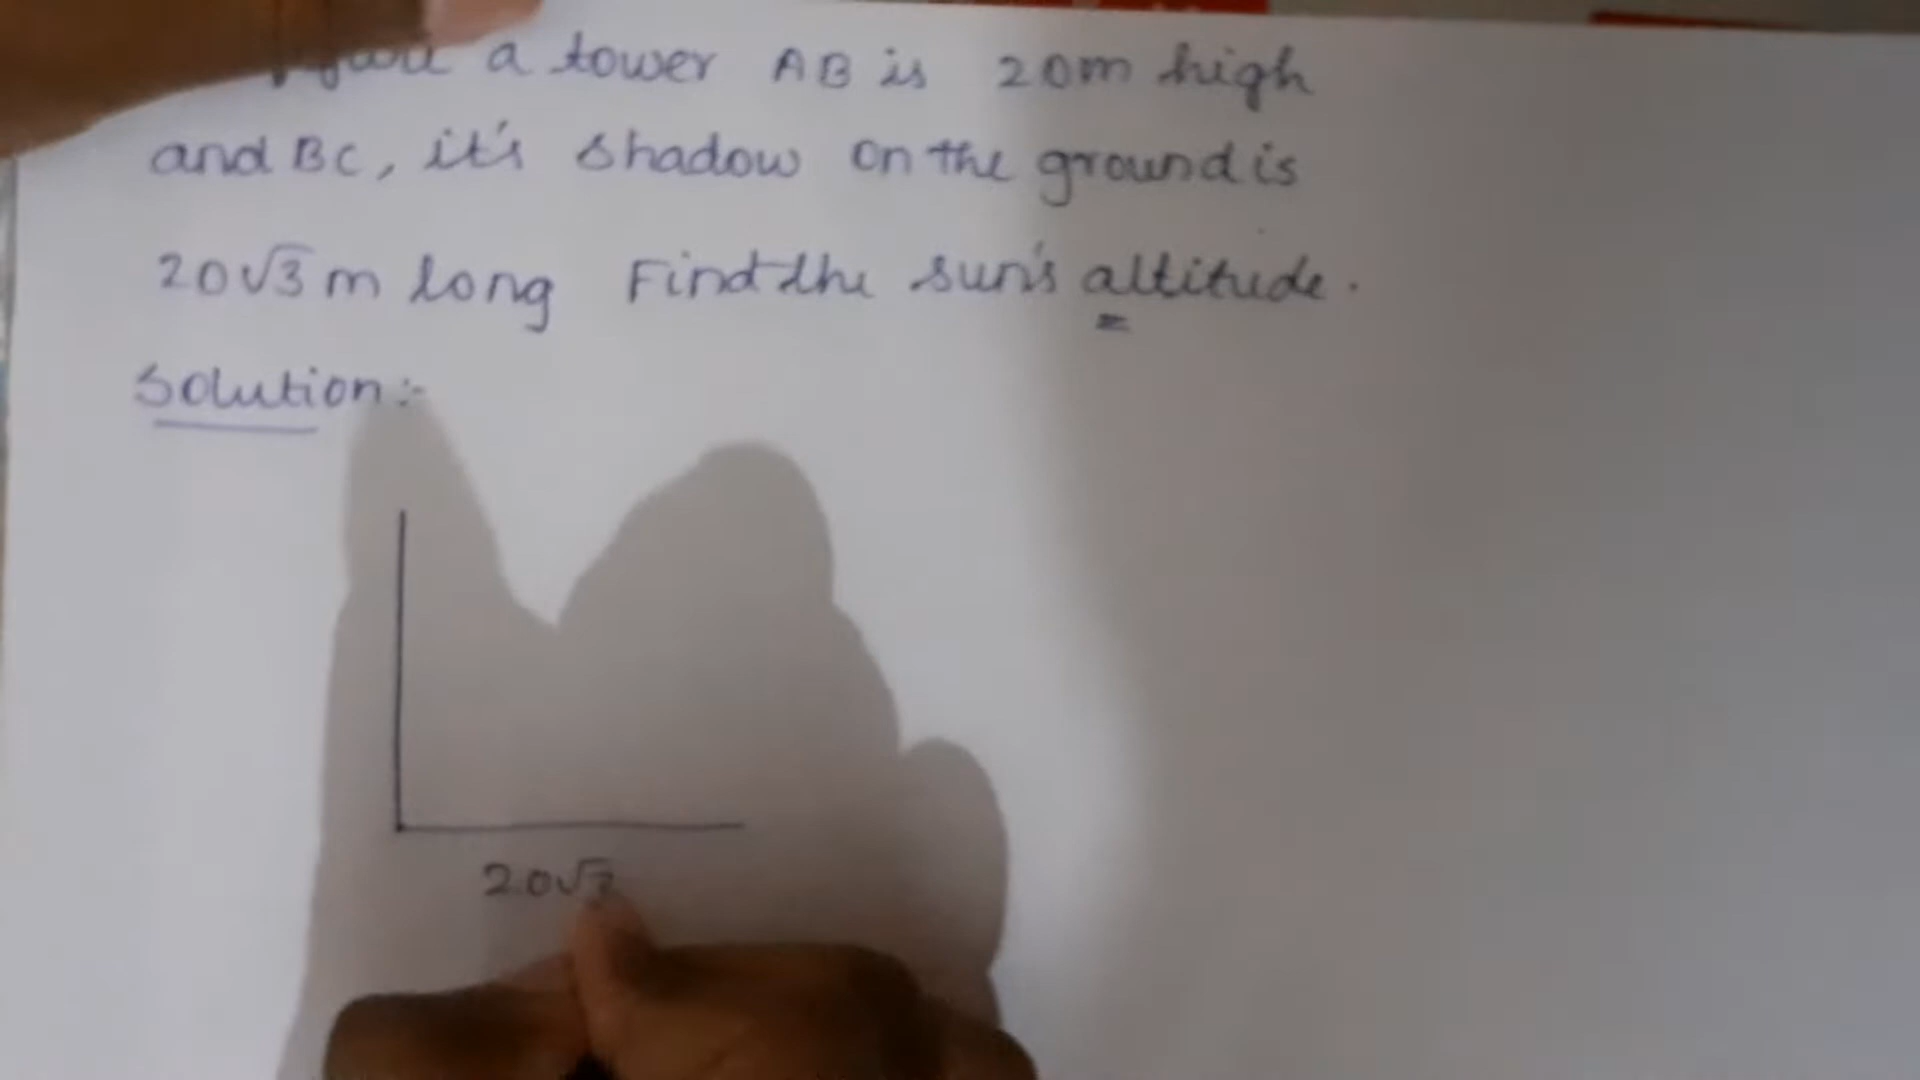 a tower AB is 20m high
and BC, it's shadow on the ground is
20√3 m long Find the sun's altitude.
Solution:-
20√